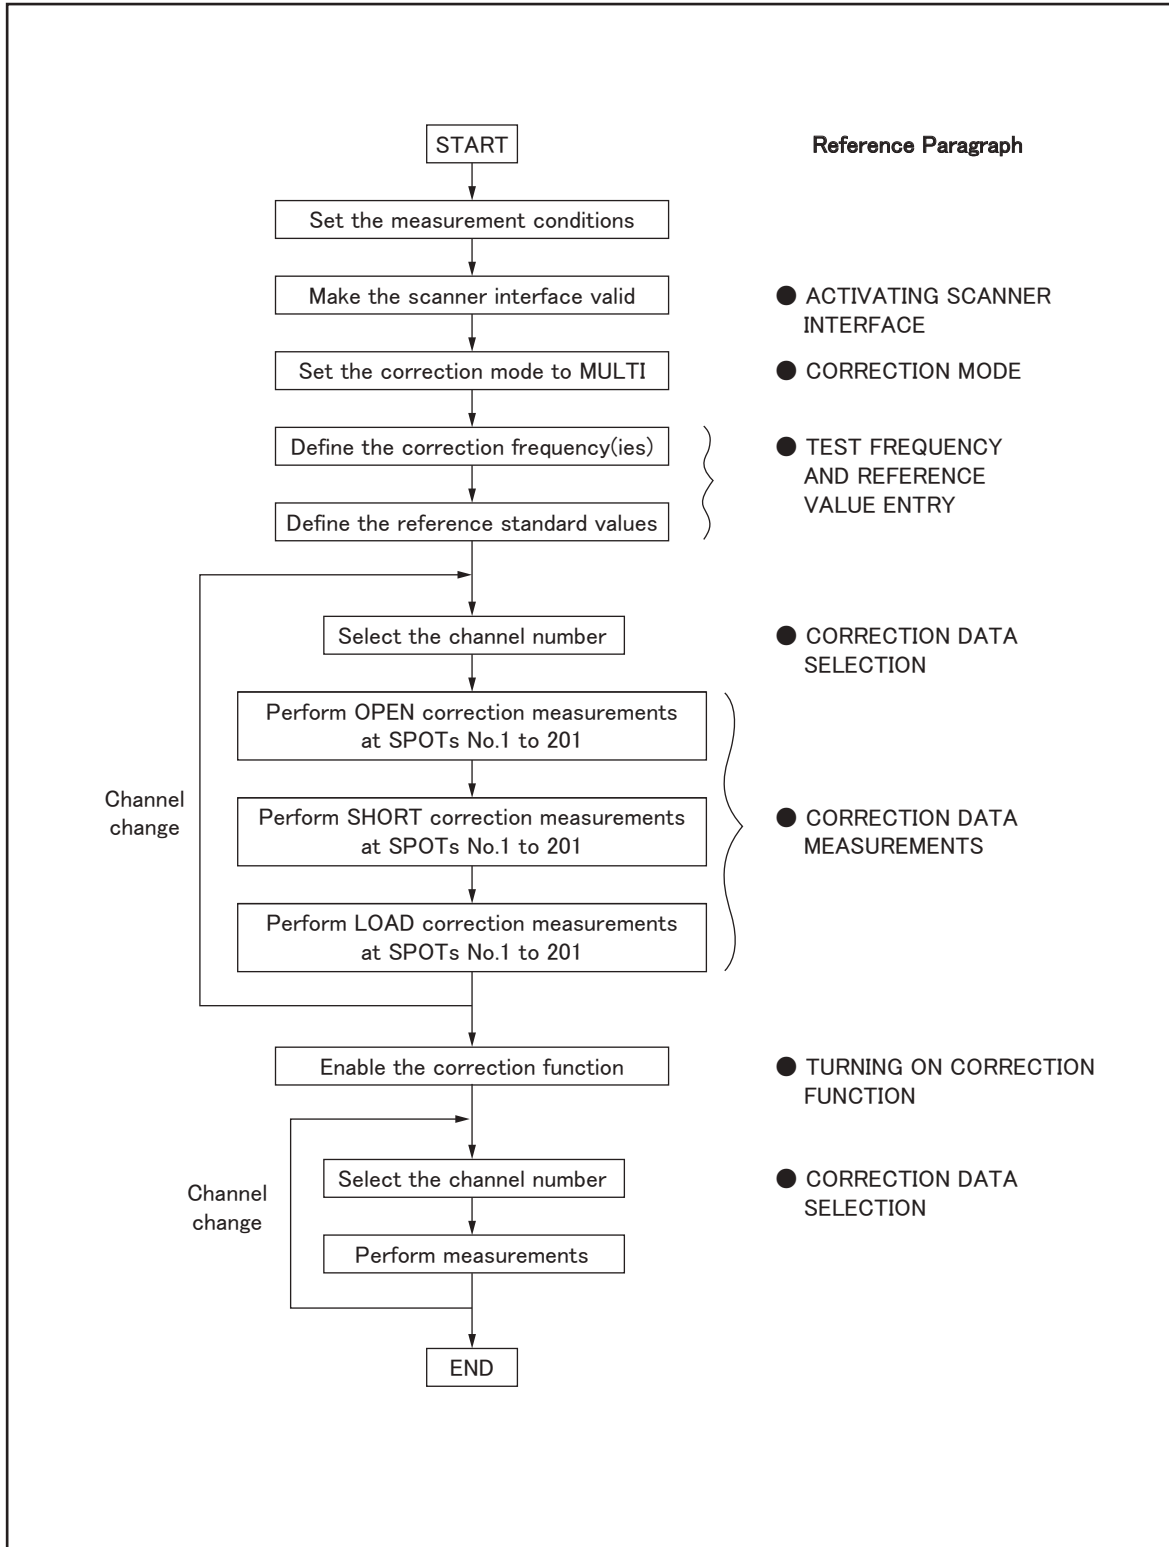 START
Reference Paragraph
Set the measurement conditions
Make the scanner interface valid
● ACTIVATING SCANNER
INTERFACE
Set the correction mode to MULTI
● CORRECTION MODE
Define the correction frequency(ies)
● TEST FREQUENCY
AND REFERENCE
VALUE ENTRY
Define the reference standard values
Select the channel number
● CORRECTION DATA
SELECTION
Perform OPEN correction measurements
at SPOTs No.1 to 201
Channel
change
Perform SHORT correction measurements
at SPOTs No.1 to 201
● CORRECTION DATA
MEASUREMENTS
Perform LOAD correction measurements
at SPOTs No.1 to 201
Enable the correction function
● TURNING ON CORRECTION
FUNCTION
Channel
change
Select the channel number
● CORRECTION DATA
SELECTION
Perform measurements
END